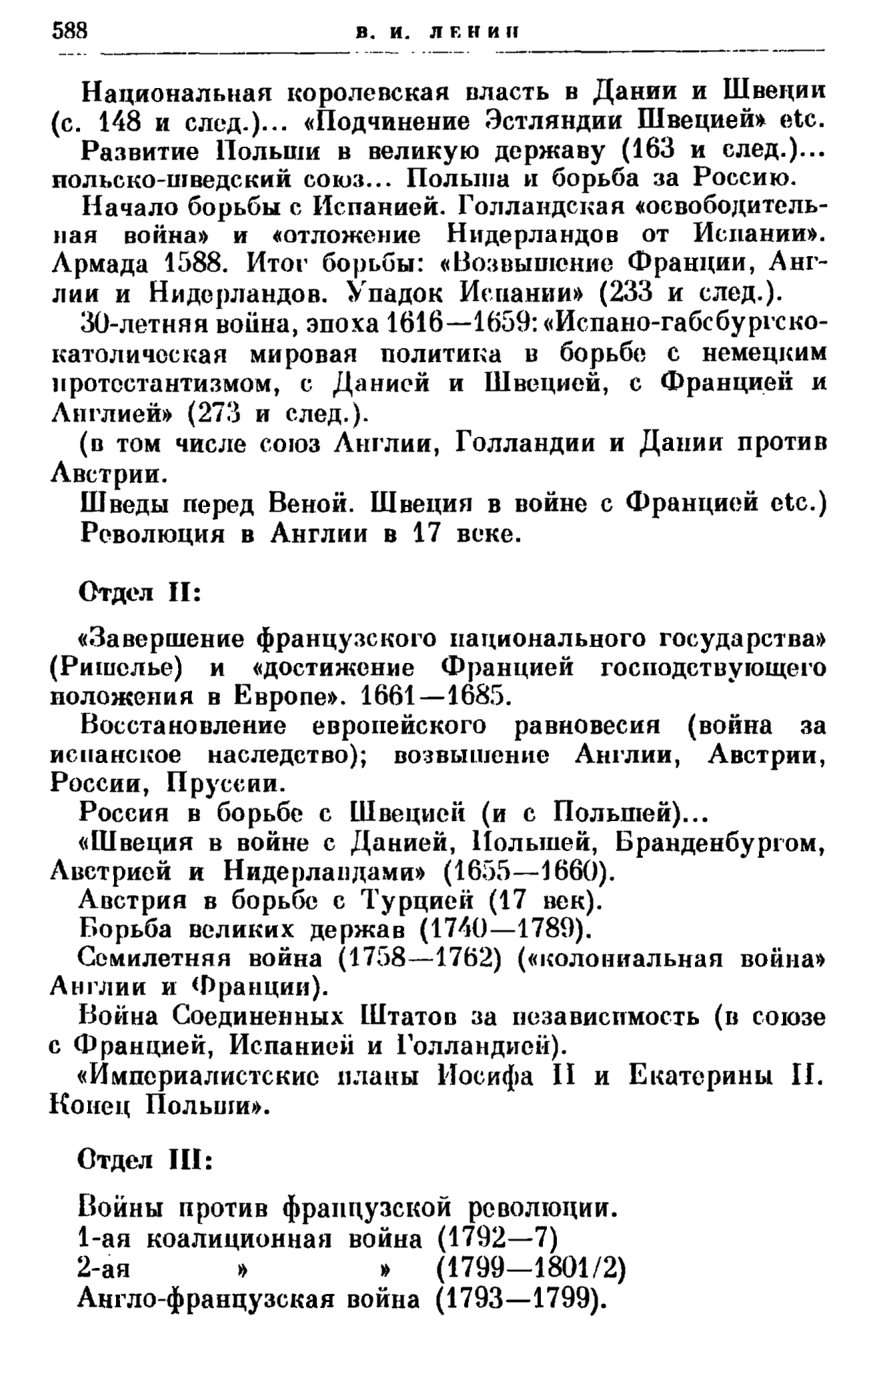 588
В. И. ЛЕНИН
Национальная королевская власть в Дании и Швеции
(с. 148 и след.)... «Подчинение Эстляндии Швецией» etc.
Развитие Польши в великую державу (163 и след.)...
польско-шведский союз... Польша и борьба за Россию.
Начало борьбы с Испанией. Голландская «освободитель-
ная война» и «отложение Нидерландов от Испании».
Армада 1588. Итог борьбы: «Возвышение Франции, Анг-
лии и Нидерландов. Упадок Испании» (233 и след.).
30-летняя война, эпоха 1616—1659: «Испано-габсбургско-
католическая мировая политика в борьбе с немецким
протестантизмом, с Данией и Швецией, с Францией и
Англией» (273 и след.).
(в том числе союз Англии, Голландии и Дании против
Австрии.
Шведы перед Веной. Швеция в войне с Францией etc.)
Революция в Англии в 17 веке.
Отдел II:
«Завершение французского национального государства»
(Ришелье) и «достижение Францией господствующего
положения в Европе». 1661—1685.
Восстановление европейского равновесия (война за
испанское наследство); возвышение Англии, Австрии,
России, Пруссии.
Россия в борьбе с Швецией (и с Польшей)...
«Швеция в войне с Данией, Польшей, Бранденбургом,
Австрией и Нидерландами» (1655—1660).
Австрия в борьбе с Турцией (17 век).
Борьба великих держав (1740—1789).
Семилетняя война (1758—1762) («колониальная война»
Англии и Франции).
Война Соединенных Штатов за независимость (в союзе
с Францией, Испанией и Голландией).
«Империалистские планы Иосифа II и Екатерины II.
Конец Польши».
Отдел III:
Войны против французской революции.
1-ая коалиционная война (1792—7)
2-ая » » (1799—1801/2)
Англо-французская война (1793—1799).